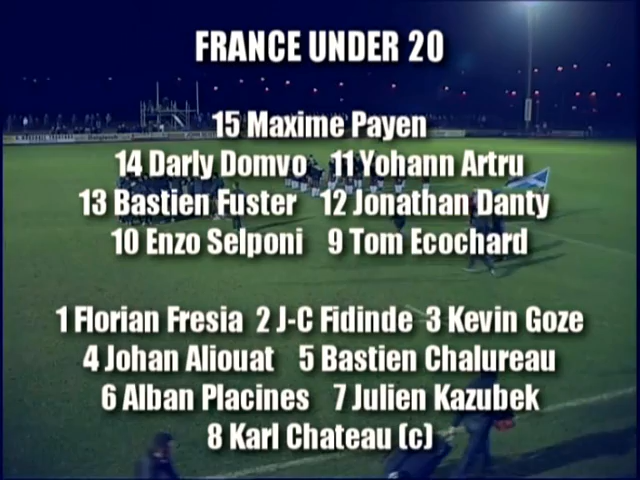 FRANCE UNDER 20
15 Maxime Payen
14 Darly Domvo 11 Yohann Artru
13 Bastien Fuster 12 Jonathan Danty
10 Enzo Selponi 9 Tom Ecochard
1 Florian Fresia 2 J-C Fidinde 3 Kevin Goze
4 Johan Aliouat 5 Bastien Chalureau
6 Alban Placines 7 Julien Kazubek
8 Karl Chateau (c)